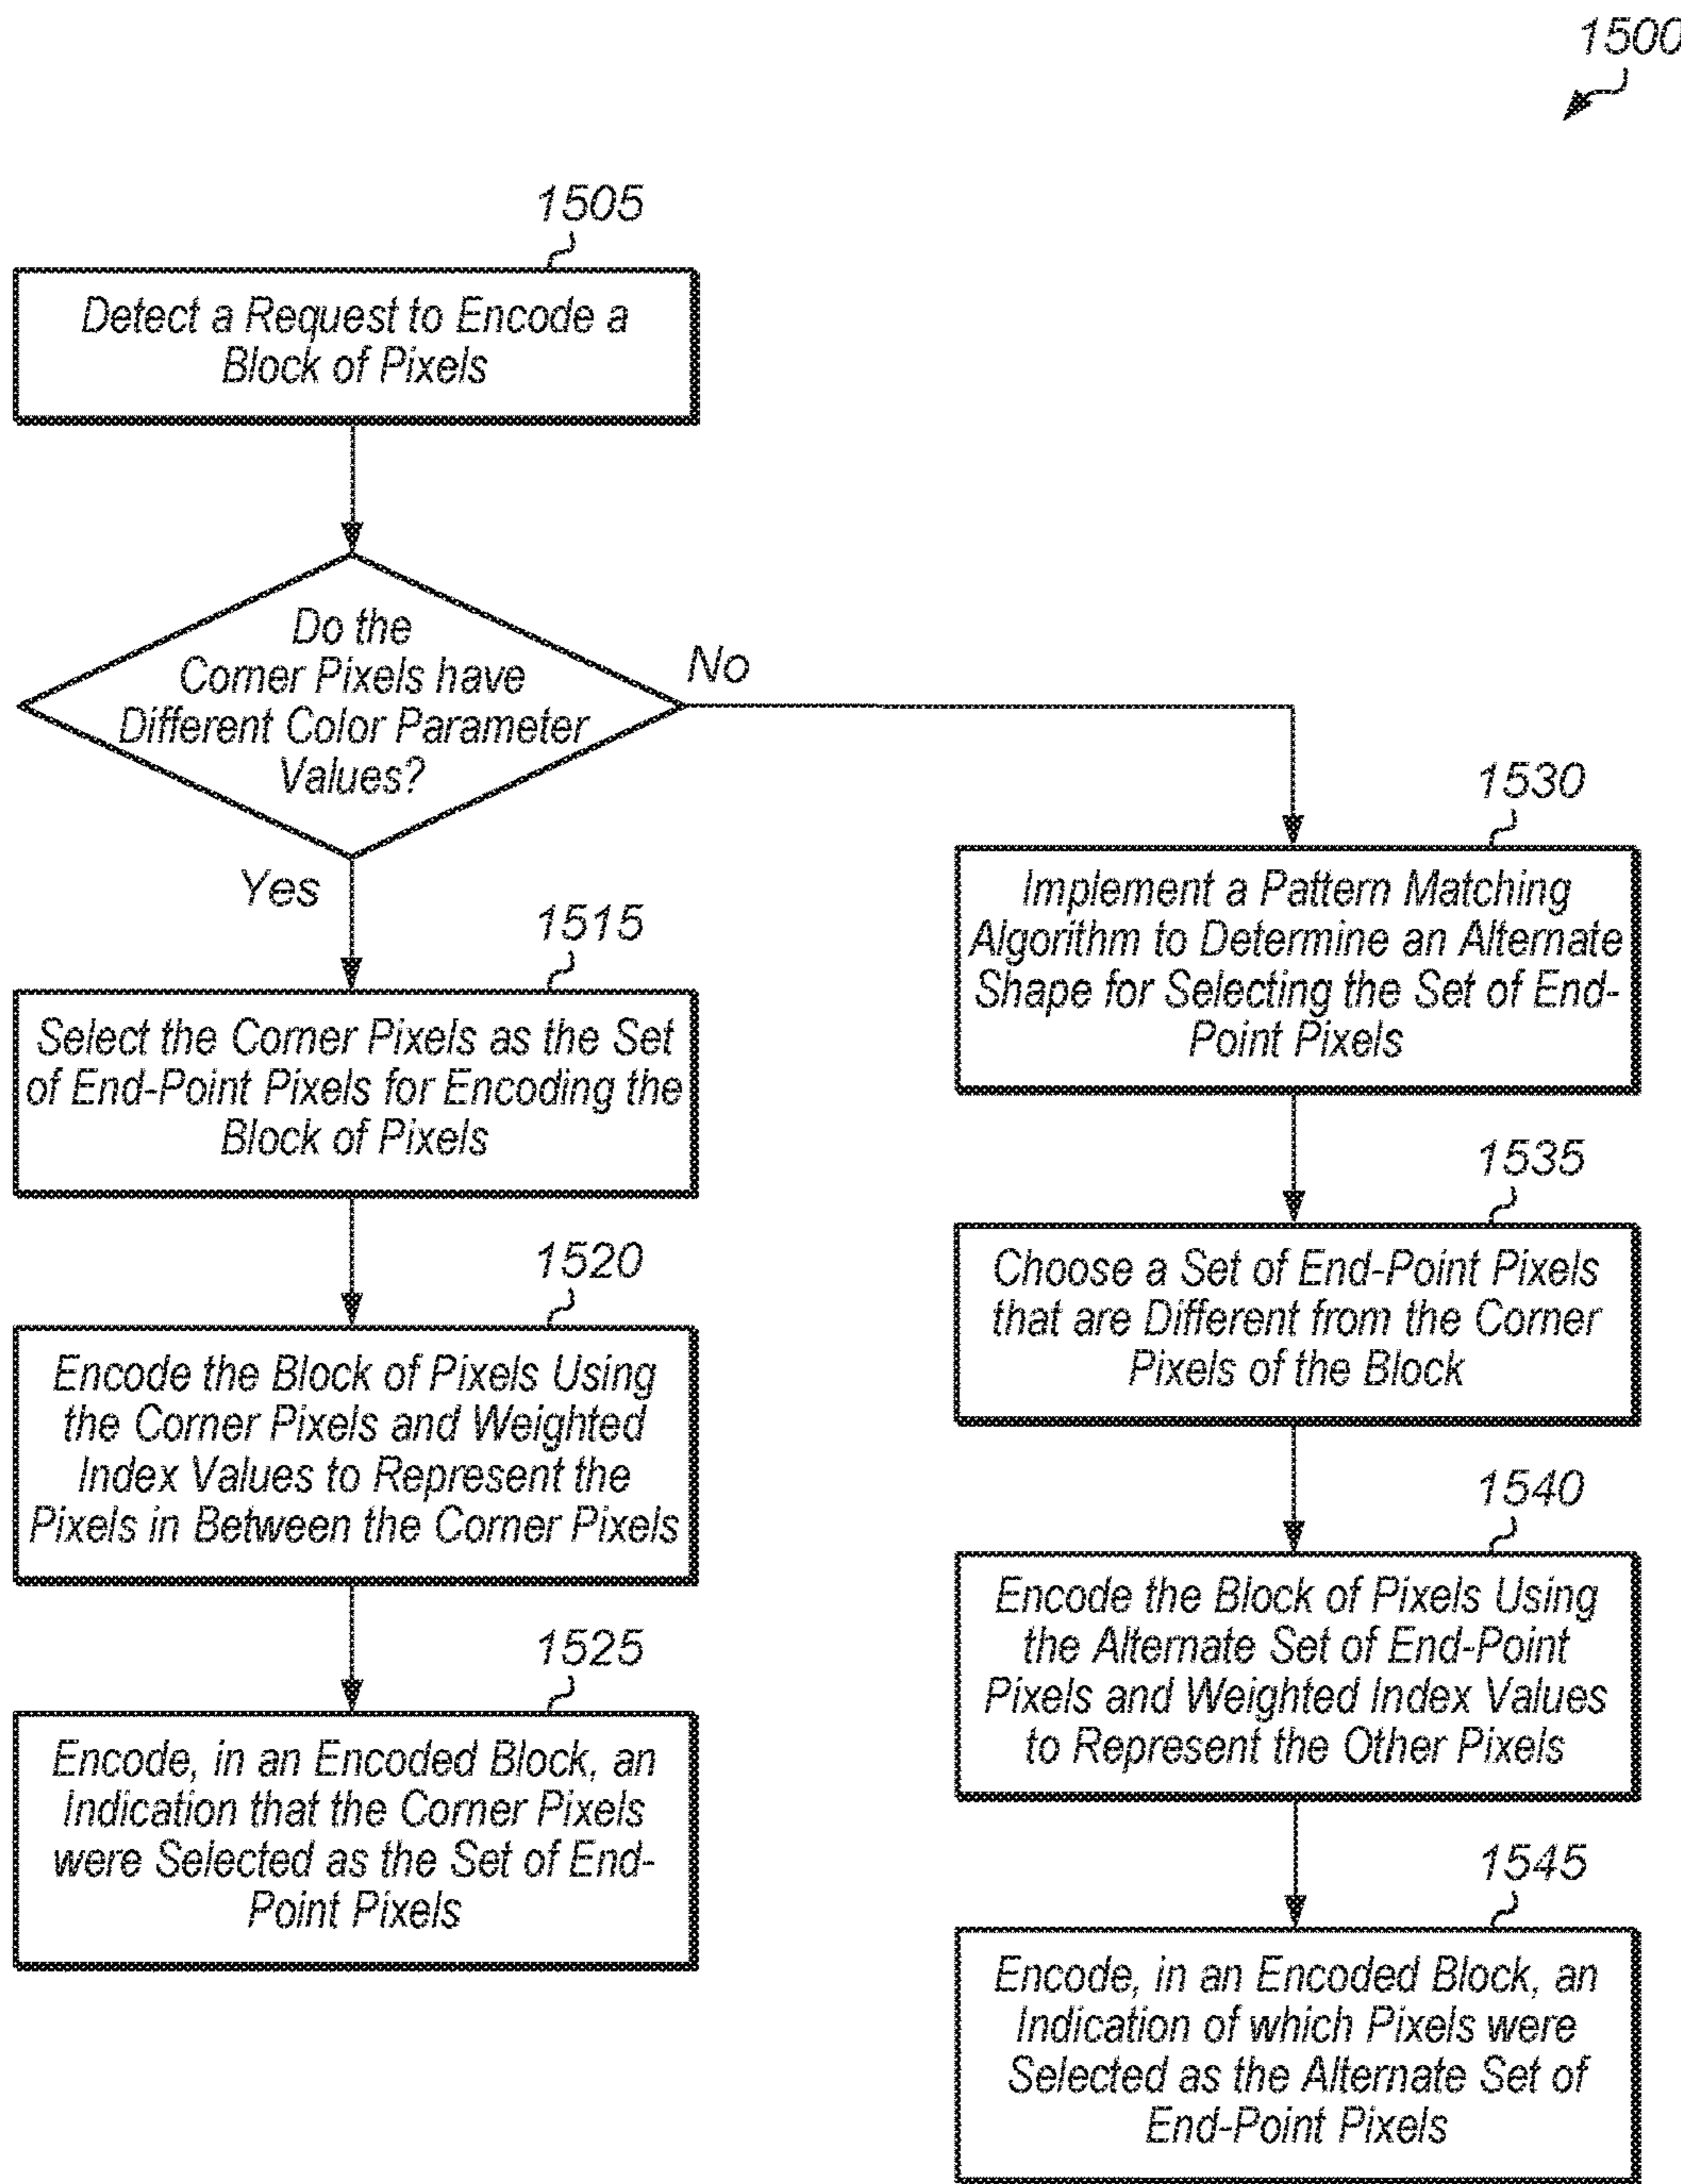 1500
1505
Detect a Request to Encode a
Block of Pixels
Do the
Corner Pixels have
Different Color Parameter
Values?
No
Yes
1515
Select the Corner Pixels as the Set
of End-Point Pixels for Encoding the
Block of Pixels
1520
Encode the Block of Pixels Using
the Corner Pixels and Weighted
Index Values to Represent the
Pixels in Between the Corner Pixels
1525
Encode, in an Encoded Block, an
Indication that the Corner Pixels
were Selected as the Set of End-
Point Pixels
1530
Implement a Pattern Matching
Algorithm to Determine an Alternate
Shape for Selecting the Set of End-
Point Pixels
1535
Choose a Set of End-Point Pixels
that are Different from the Corner
Pixels of the Block
1540
Encode the Block of Pixels Using
the Alternate Set of End-Point
Pixels and Weighted Index Values
to Represent the Other Pixels
1545
Encode, in an Encoded Block, an
Indication of which Pixels were
Selected as the Alternate Set of
End-Point Pixels